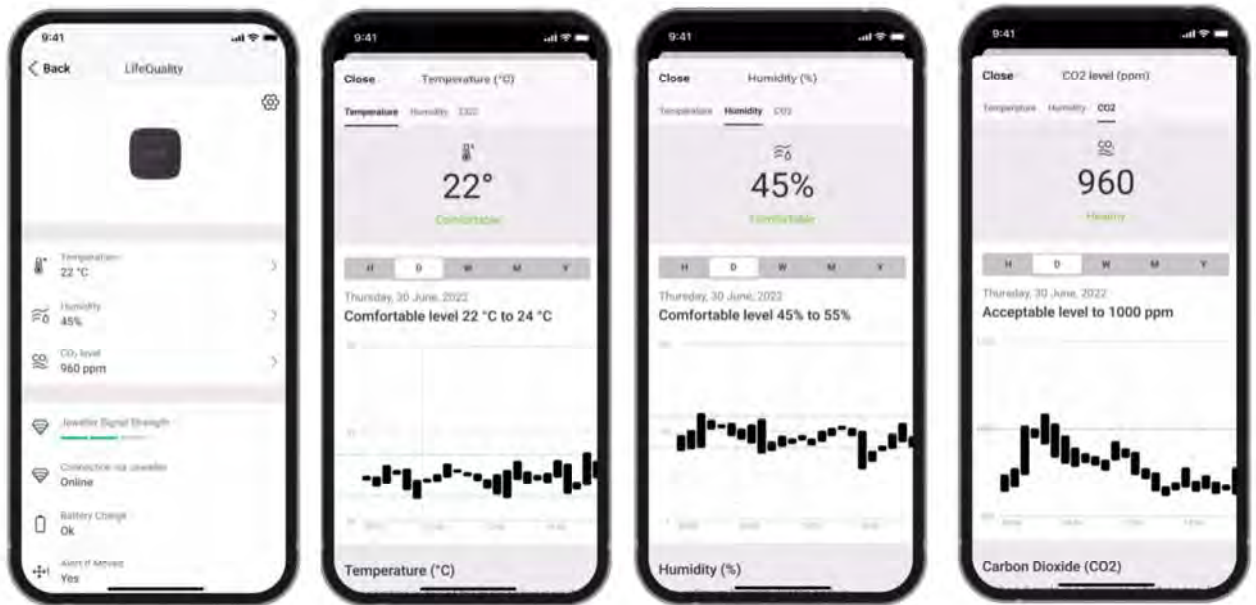 9:41
Back LifeQuality
Temperature
22 °C
Humidity
45%
CO₂ level
960 ppm
Jeweller Signal Strength
Connection via Jeweller
Online
Battery Charge
Ok
Alert if Moved
Yes
9:41
Close Temperature (°C)
Temperature Humidity CO2
22°
Comfortable
H D W M Y
Thursday, 30 June, 2022
Comfortable level 22 °C to 24 °C
Temperature (°C)
9:41
Close Humidity (%)
Temperature Humidity CO2
45%
Comfortable
H D W M Y
Thursday, 30 June, 2022
Comfortable level 45% to 55%
Humidity (%)
9:41
Close CO2 level (ppm)
Temperature Humidity CO2
CO₂
960
Healthy
H D W M Y
Thursday, 30 June, 2022
Acceptable level to 1000 ppm
Carbon Dioxide (CO2)